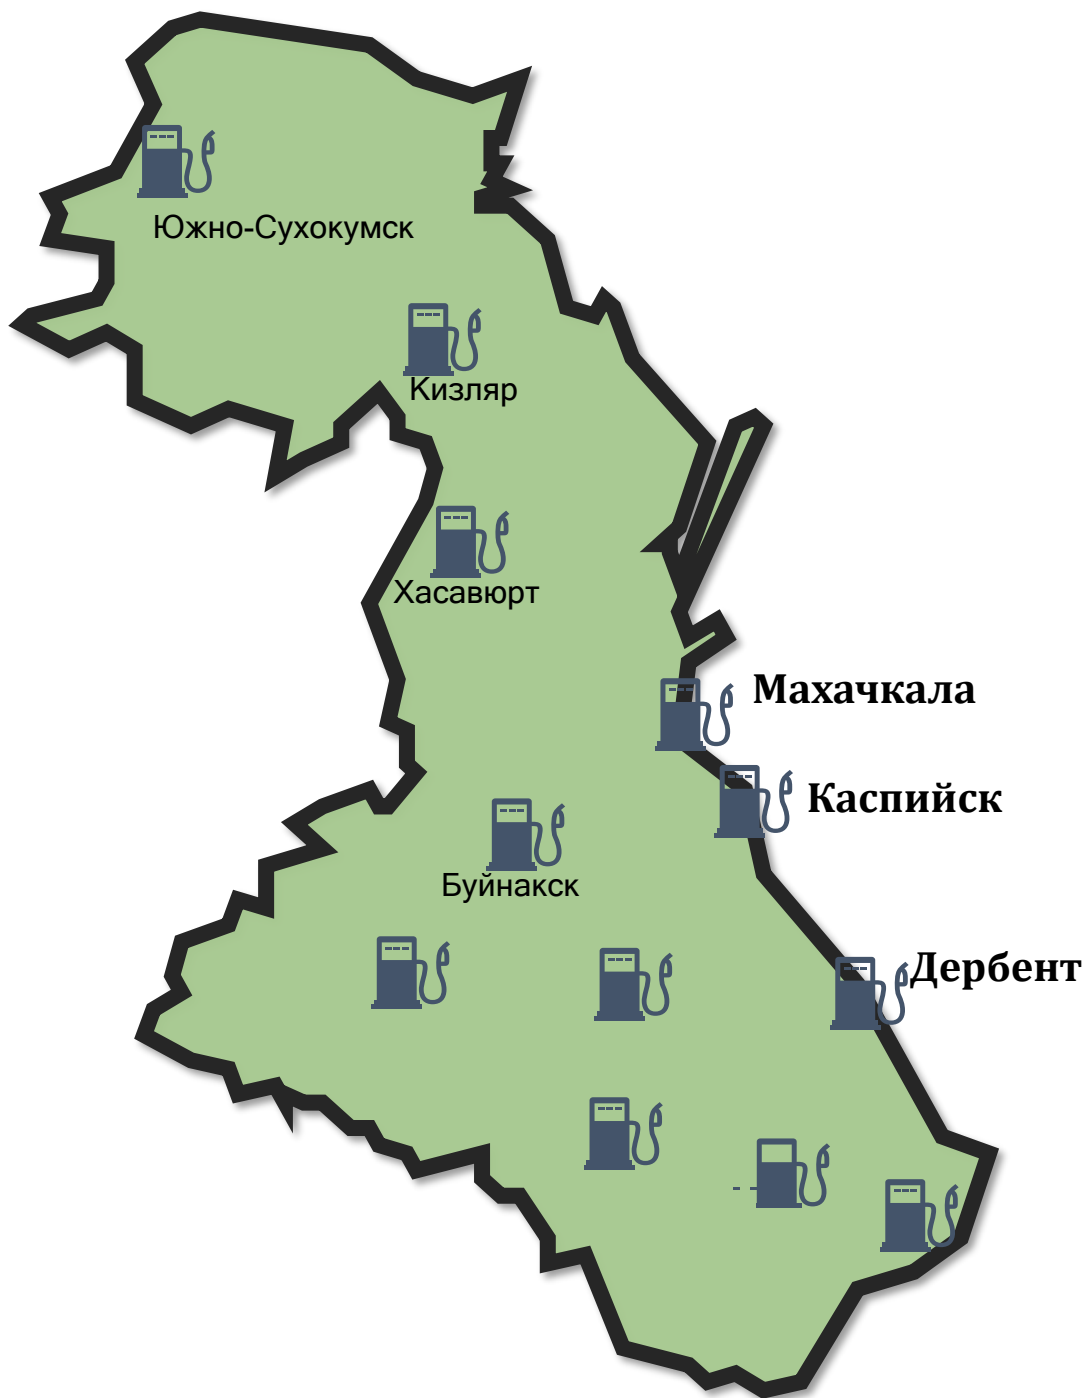 Южно-Сухокумск
Кизляр
Хасавюрт
Махачкала
Каспийск
Буйнакск
Дербент